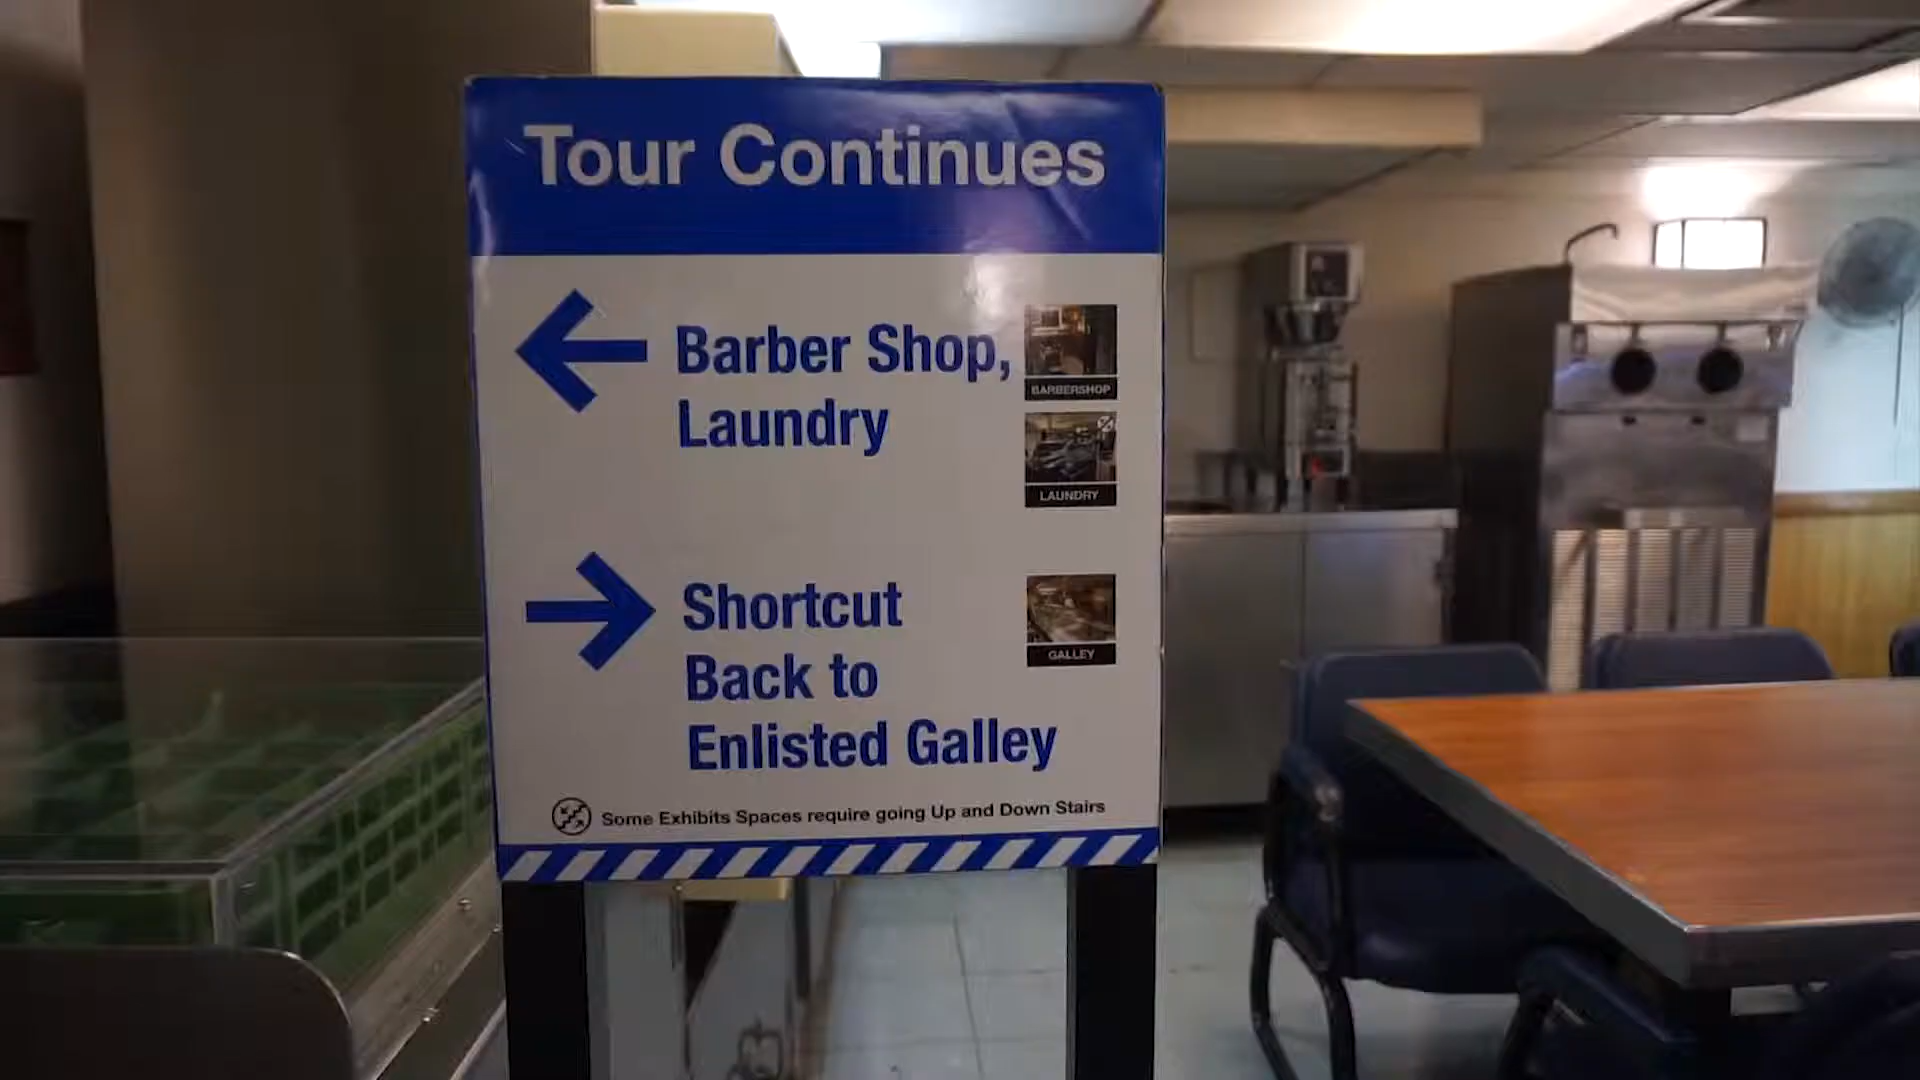 Tour Continues
Barber Shop,
Laundry
BARBERSHOP
LAUNDRY
Shortcut
Back to
Enlisted Galley
GALLEY
Some Exhibits Spaces require going Up and Down Stairs